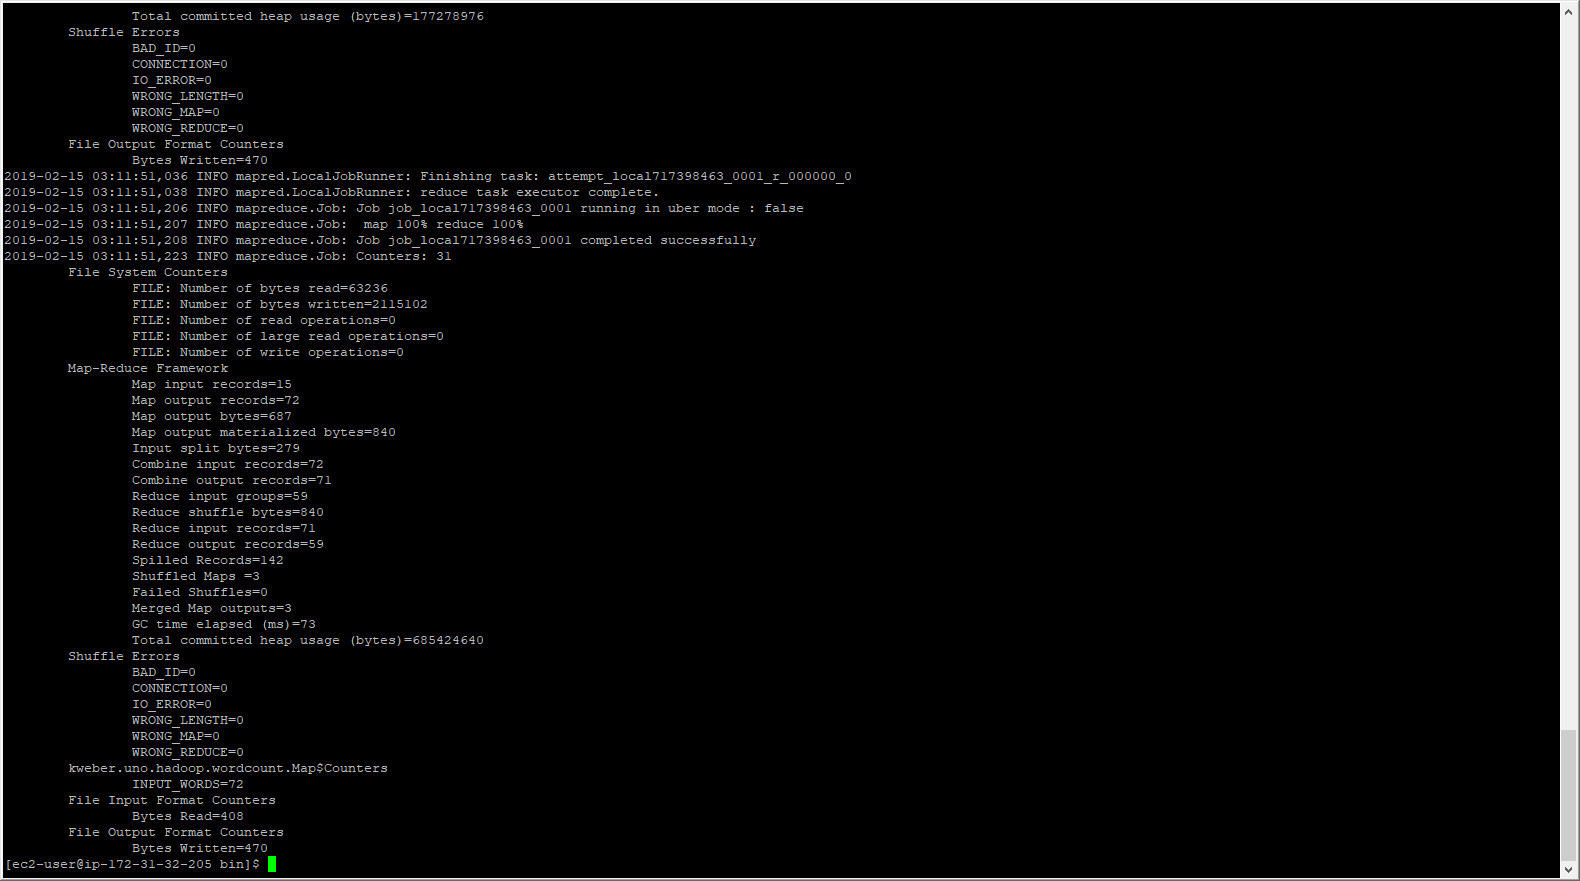 Total committed heap usage (bytes)=177278976
Shuffle Errors
BAD_ID=0
CONNECTION=0
IO_ERROR=0
WRONG_LENGTH=0
WRONG_MAP=0
WRONG_REDUCE=0
File Output Format Counters
Bytes Written=470
2019-02-15 03:11:51,036 INFO mapred.LocalJobRunner: Finishing task: attempt_local717398463_0001_r_000000_0
2019-02-15 03:11:51,038 INFO mapred.LocalJobRunner: reduce task executor complete.
2019-02-15 03:11:51,206 INFO mapreduce.Job: Job job_local717398463_0001 running in uber mode : false
2019-02-15 03:11:51,207 INFO mapreduce.Job:  map 100% reduce 100%
2019-02-15 03:11:51,208 INFO mapreduce.Job: Job job_local717398463_0001 completed successfully
2019-02-15 03:11:51,223 INFO mapreduce.Job: Counters: 31
File System Counters
FILE: Number of bytes read=63236
FILE: Number of bytes written=2115102
FILE: Number of read operations=0
FILE: Number of large read operations=0
FILE: Number of write operations=0
Map-Reduce Framework
Map input records=15
Map output records=72
Map output bytes=687
Map output materialized bytes=840
Input split bytes=279
Combine input records=72
Combine output records=71
Reduce input groups=59
Reduce shuffle bytes=840
Reduce input records=71
Reduce output records=59
Spilled Records=142
Shuffled Maps =3
Failed Shuffles=0
Merged Map outputs=3
GC time elapsed (ms)=73
Total committed heap usage (bytes)=685424640
Shuffle Errors
BAD_ID=0
CONNECTION=0
IO_ERROR=0
WRONG_LENGTH=0
WRONG_MAP=0
WRONG_REDUCE=0
kweber.uno.hadoop.wordcount.Map$Counters
INPUT_WORDS=72
File Input Format Counters
Bytes Read=408
File Output Format Counters
Bytes Written=470
[ec2-user@ip-172-31-32-205 bin]$